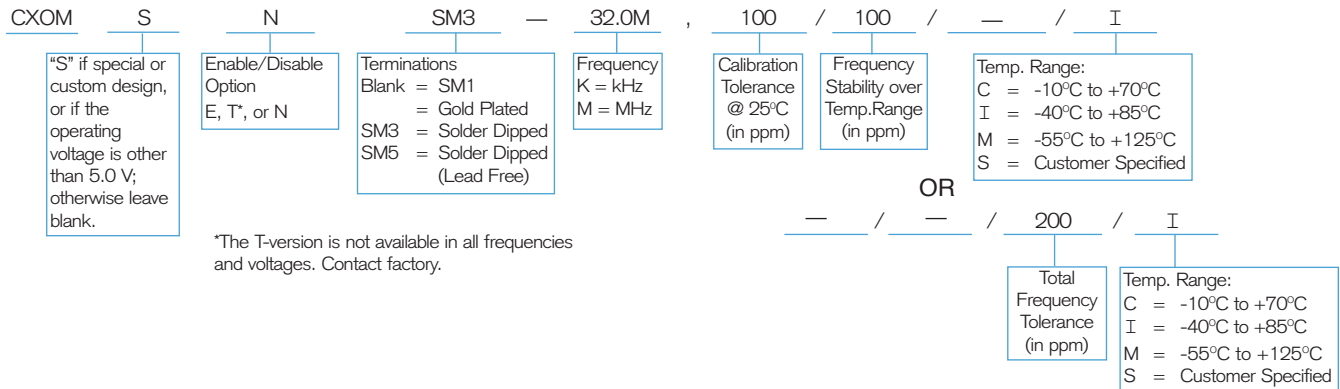 CXOM S N SM3 — 32.0M , 100 / 100 / — / I
"S" if special or
custom design,
or if the
operating
voltage is other
than 5.0 V;
otherwise leave
blank.
Enable/Disable
Option
E, T*, or N
Terminations
Blank = SM1
= Gold Plated
SM3 = Solder Dipped
SM5 = Solder Dipped
(Lead Free)
Frequency
K = kHz
M = MHz
Calibration
Tolerance
@ 25ºC
(in ppm)
Frequency
Stability over
Temp.Range
(in ppm)
Temp. Range:
C = -10ºC to +70ºC
I = -40ºC to +85ºC
M = -55ºC to +125ºC
S = Customer Specified
*The T-version is not available in all frequencies
and voltages. Contact factory.
OR
— / — / 200 / I
Total
Frequency
Tolerance
(in ppm)
Temp. Range:
C = -10ºC to +70ºC
I = -40ºC to +85ºC
M = -55ºC to +125ºC
S = Customer Specified